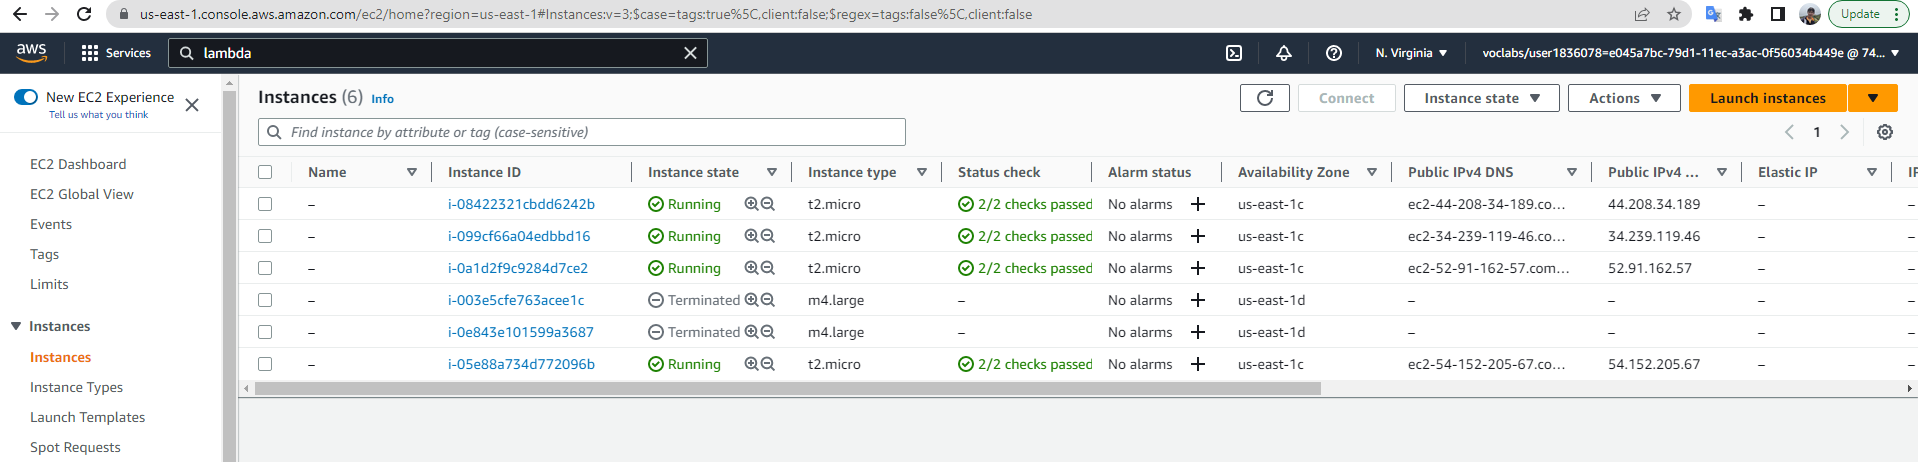 us-east-1.console.aws.amazon.com/ec2/home?region=us-east-1#Instances:v=3;$case=tags:true%5C,client:false;$regex=tags:false%5C,client:false
Update
aws Services lambda N. Virginia voclabs/user1836078=e045a7bc-79d1-11ec-a3ac-0f56034b449e @ 74...
New EC2 Experience
Tell us what you think
EC2 Dashboard
EC2 Global View
Events
Tags
Limits
Instances
Instances
Instance Types
Launch Templates
Spot Requests
Instances (6) Info Connect Instance state Actions Launch instances
Find instance by attribute or tag (case-sensitive) 1
Name Instance ID Instance state Instance type Status check Alarm status Availability Zone Public IPv4 DNS Public IPv4 ... Elastic IP IP
– i-08422321cbdd6242b Running t2.micro 2/2 checks passed No alarms us-east-1c ec2-44-208-34-189.co... 44.208.34.189 – –
– i-099cf66a04edbbd16 Running t2.micro 2/2 checks passed No alarms us-east-1c ec2-34-239-119-46.co... 34.239.119.46 – –
– i-0a1d2f9c9284d7ce2 Running t2.micro 2/2 checks passed No alarms us-east-1c ec2-52-91-162-57.com... 52.91.162.57 – –
– i-003e5cfe763acee1c Terminated m4.large – No alarms us-east-1d – – – –
– i-0e843e101599a3687 Terminated m4.large – No alarms us-east-1d – – – –
– i-05e88a734d772096b Running t2.micro 2/2 checks passed No alarms us-east-1c ec2-54-152-205-67.co... 54.152.205.67 – –